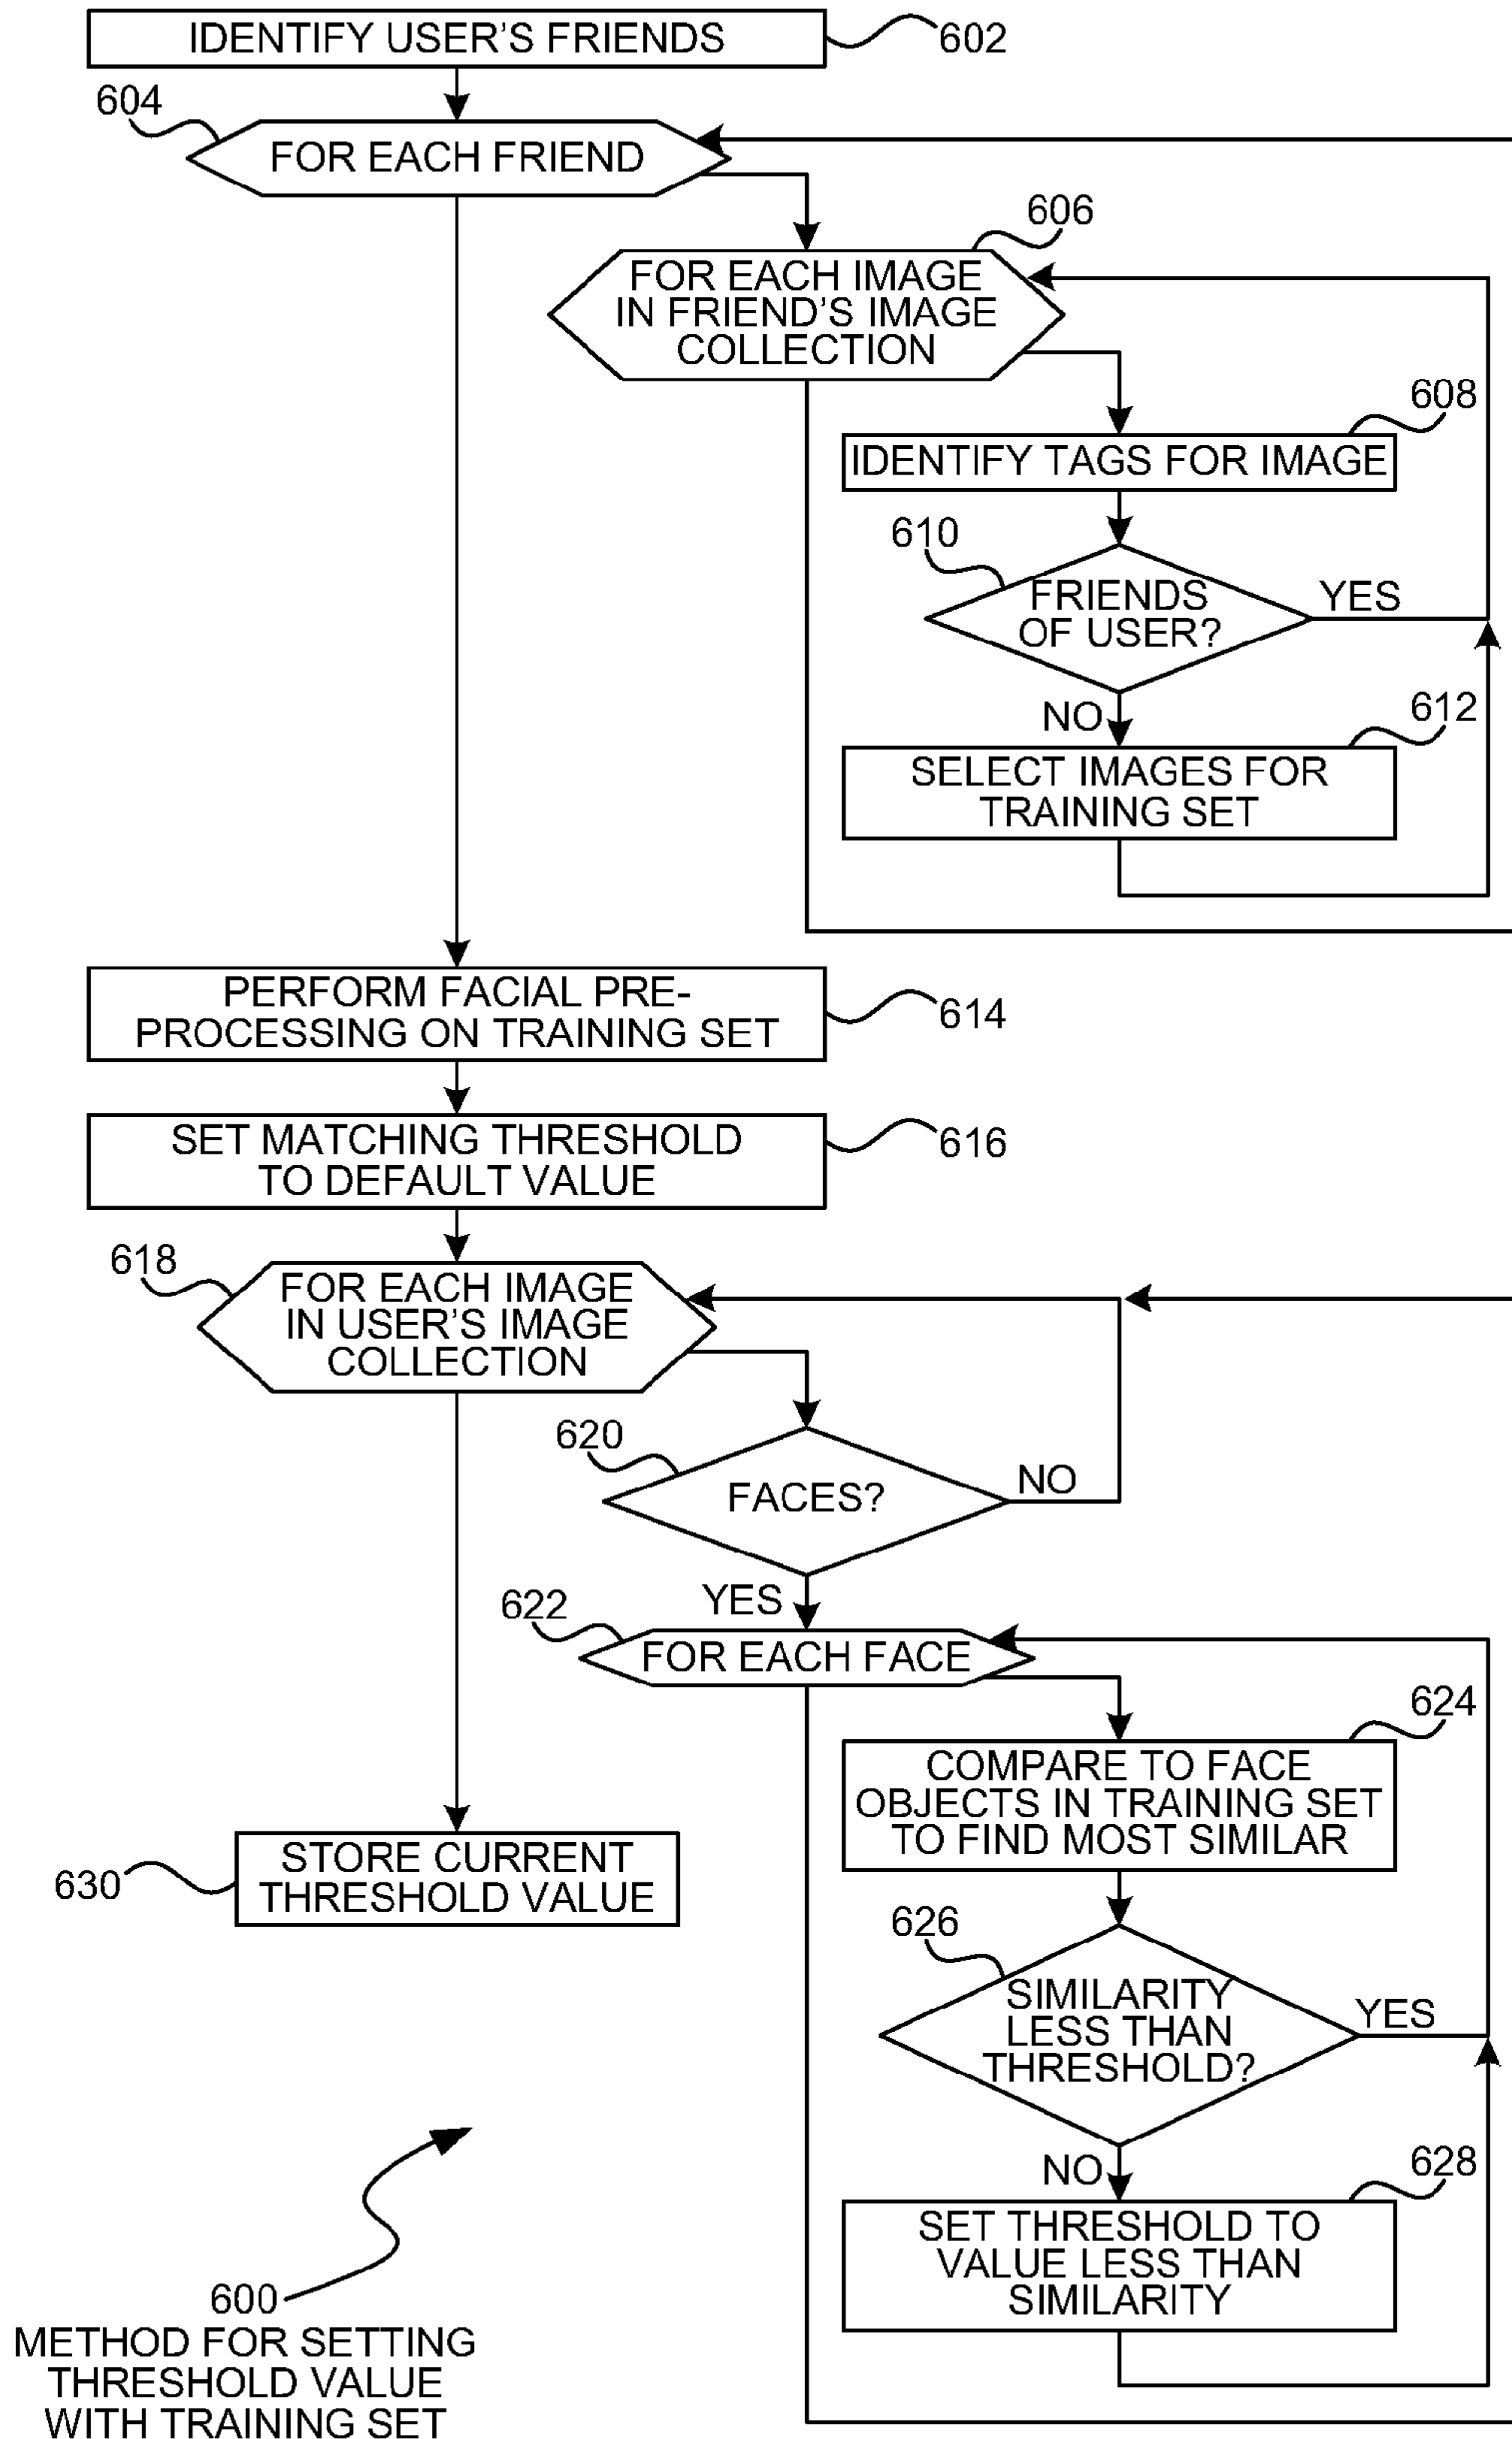 IDENTIFY USER'S FRIENDS
602
604
FOR EACH FRIEND
606
FOR EACH IMAGE
IN FRIEND'S IMAGE
COLLECTION
608
IDENTIFY TAGS FOR IMAGE
610
FRIENDS
OF USER?
YES
NO
612
SELECT IMAGES FOR
TRAINING SET
PERFORM FACIAL PRE-
PROCESSING ON TRAINING SET
614
SET MATCHING THRESHOLD
TO DEFAULT VALUE
616
618
FOR EACH IMAGE
IN USER'S IMAGE
COLLECTION
620
FACES?
NO
YES
622
FOR EACH FACE
624
COMPARE TO FACE
OBJECTS IN TRAINING SET
TO FIND MOST SIMILAR
STORE CURRENT
THRESHOLD VALUE
630
626
SIMILARITY
LESS THAN
THRESHOLD?
YES
NO
628
SET THRESHOLD TO
VALUE LESS THAN
SIMILARITY
600
METHOD FOR SETTING
THRESHOLD VALUE
WITH TRAINING SET